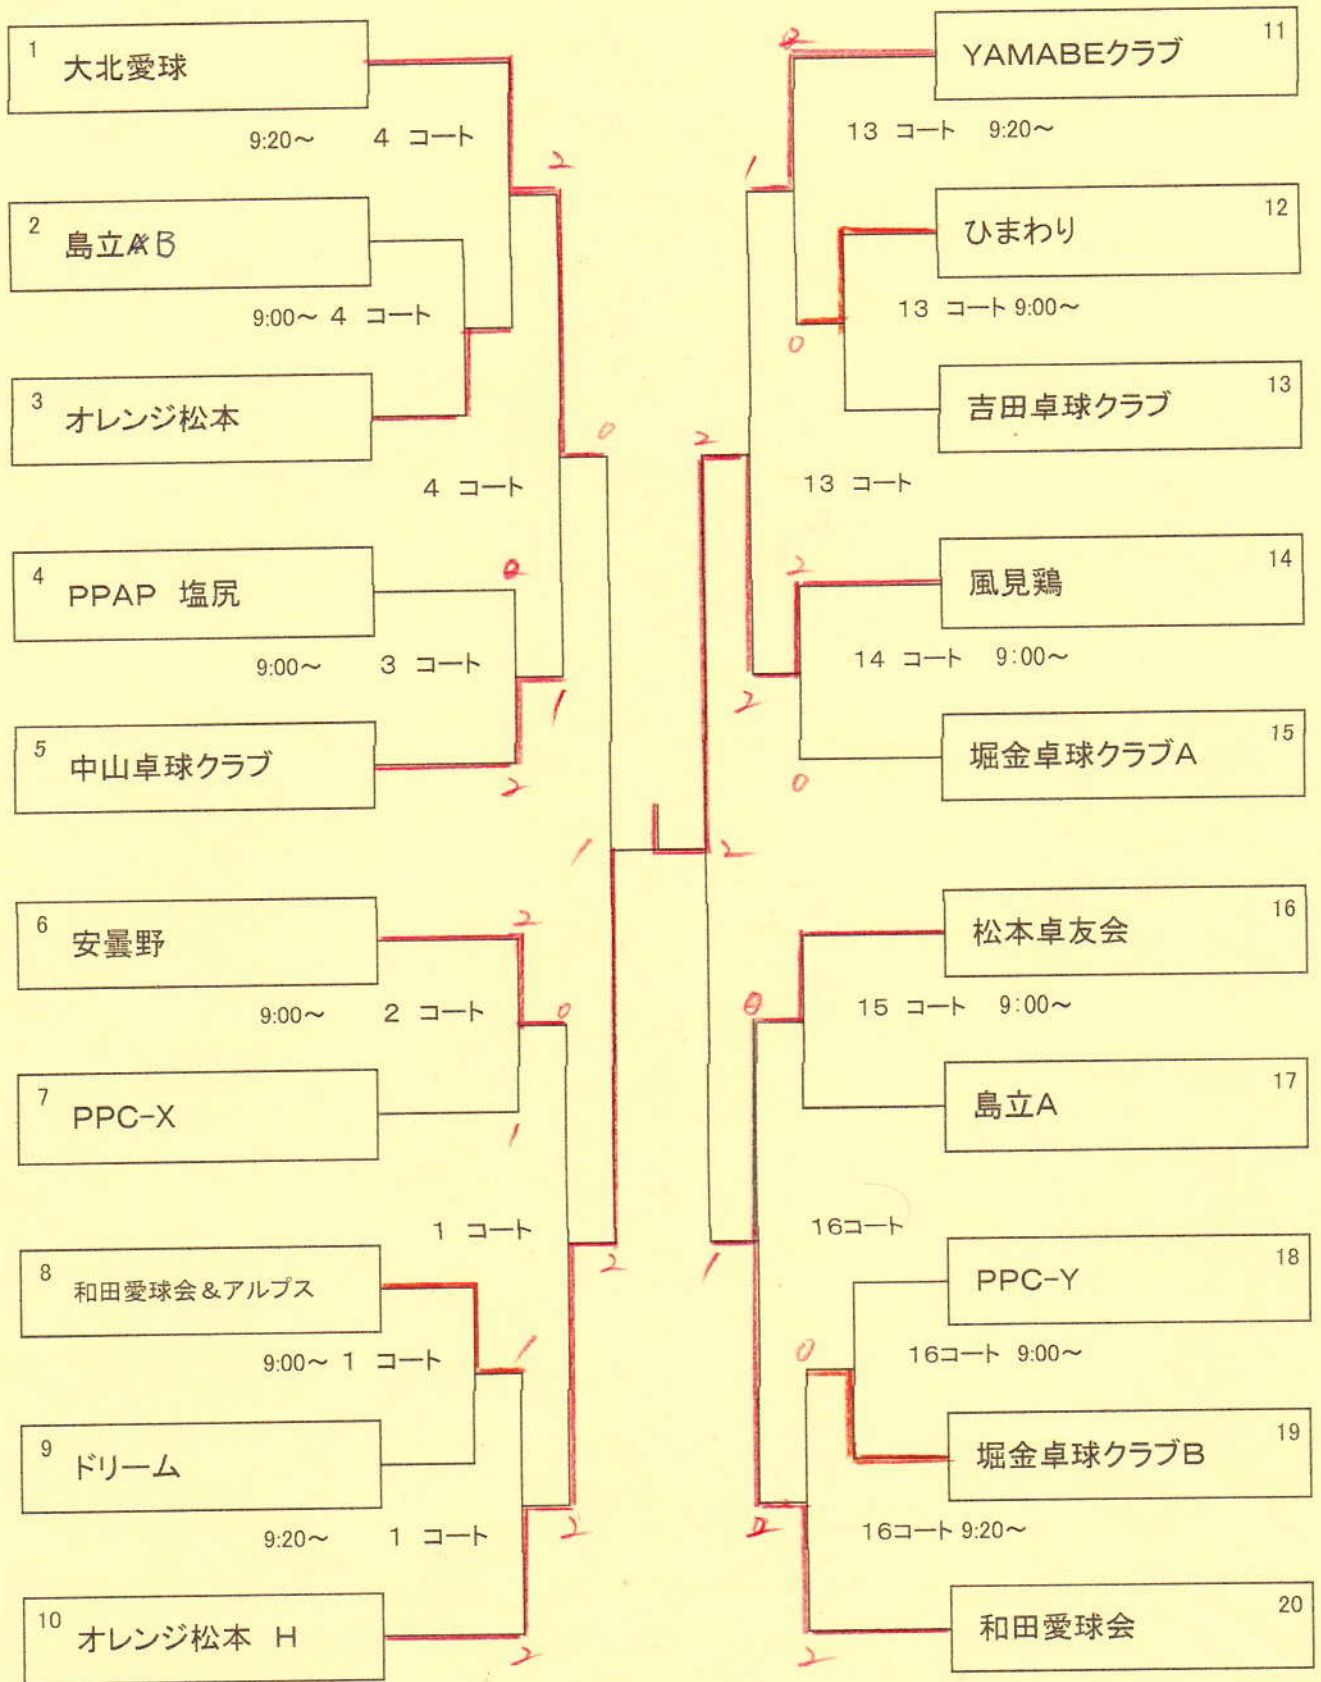 1 大北愛球
9:20～ 4 コート
2
2 島立AB
9:00～ 4 コート
3 オレンジ松本
0
4 コート
4 PPAP 塩尻
0
9:00～ 3 コート
1
5 中山卓球クラブ
2
1
6 安曇野
2
9:00～ 2 コート
0
7 PPC-X
1
1 コート
2
8 和田愛球会&アルプス
1
9:00～ 1 コート
9 ドリーム
9:20～ 1 コート
2
10 オレンジ松本 H
2
2
YAMABEクラブ 11
13 コート 9:20～
1
ひまわり 12
13 コート 9:00～
0
吉田卓球クラブ 13
2
13 コート
2
風見鶏 14
14 コート 9:00～
2
堀金卓球クラブA 15
0
2
松本卓友会 16
0
15 コート 9:00～
島立A 17
16コート
1
PPC-Y 18
0
16コート 9:00～
堀金卓球クラブB 19
2
16コート 9:20～
和田愛球会 20
2